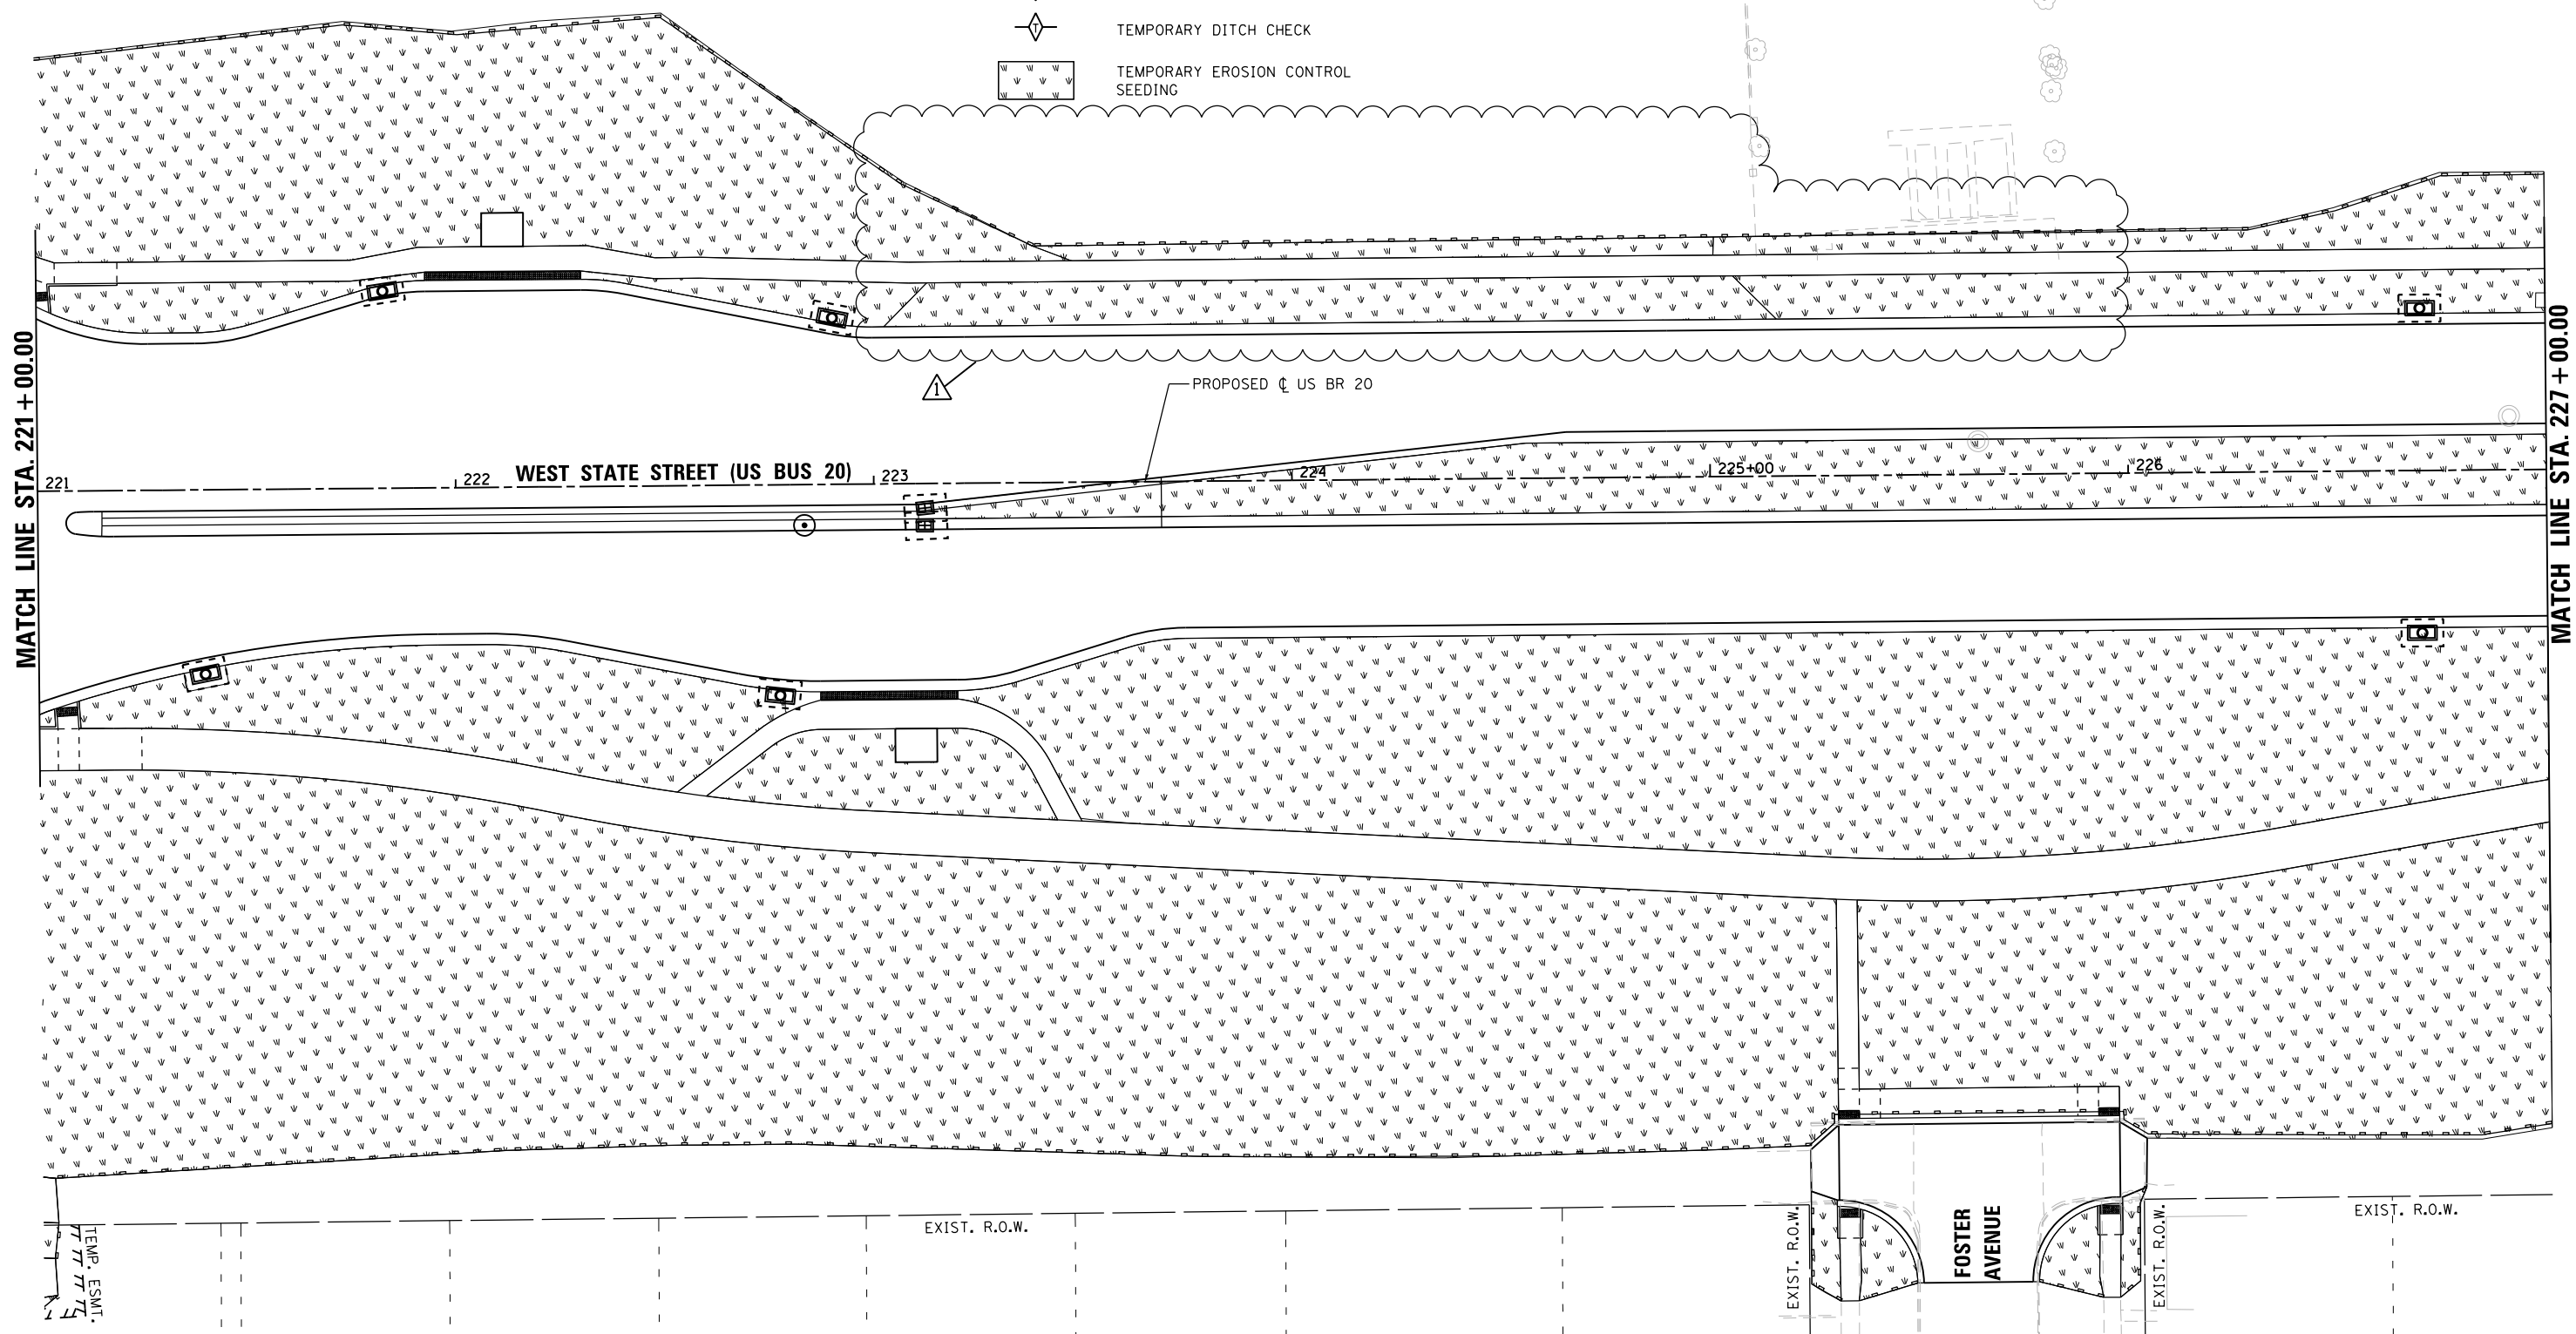 T
TEMPORARY DITCH CHECK
TEMPORARY EROSION CONTROL
SEEDING
1
PROPOSED ℄ US BR 20
MATCH LINE STA. 221+00.00
MATCH LINE STA. 227+00.00
221
222
WEST STATE STREET (US BUS 20)
223
224
225+00
226
EXIST. R.O.W.
EXIST. R.O.W.
EXIST. R.O.W.
EXIST. R.O.W.
FOSTER
AVENUE
TEMP. ESMT.